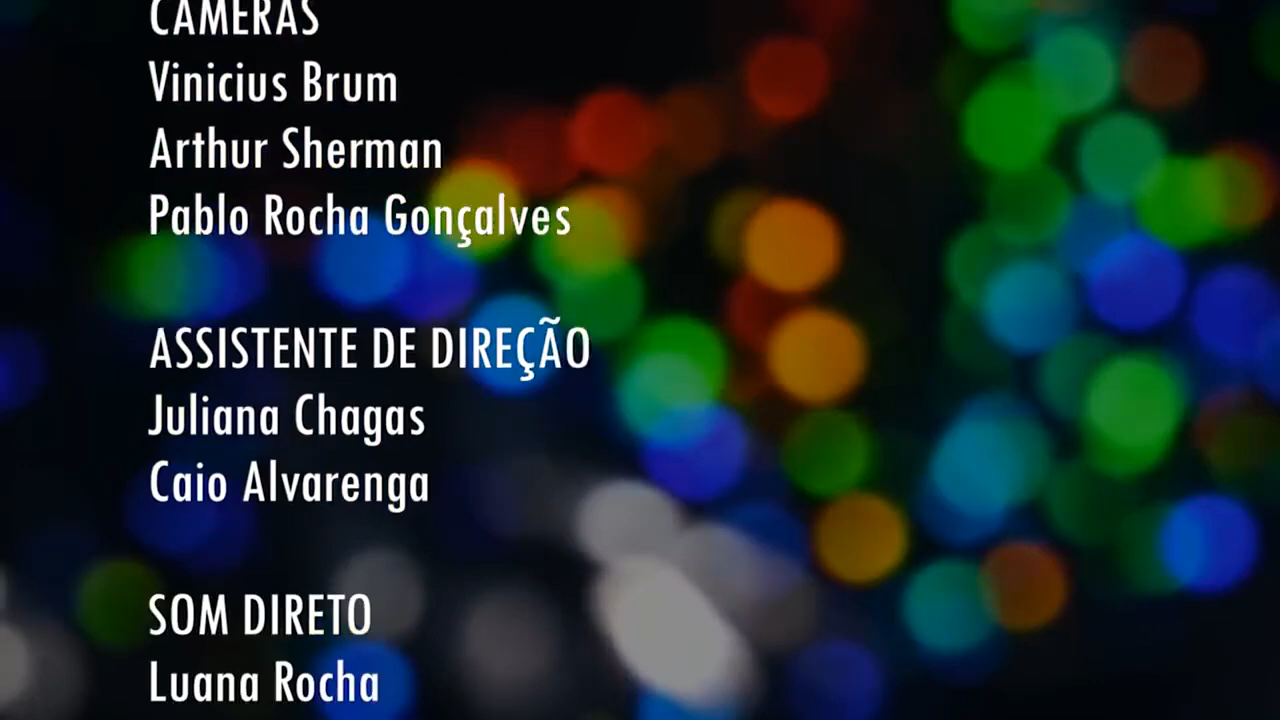 CAMERAS
Vinicius Brum
Arthur Sherman
Pablo Rocha Gonçalves
ASSISTENTE DE DIREÇÃO
Juliana Chagas
Caio Alvarenga
SOM DIRETO
Luana Rocha